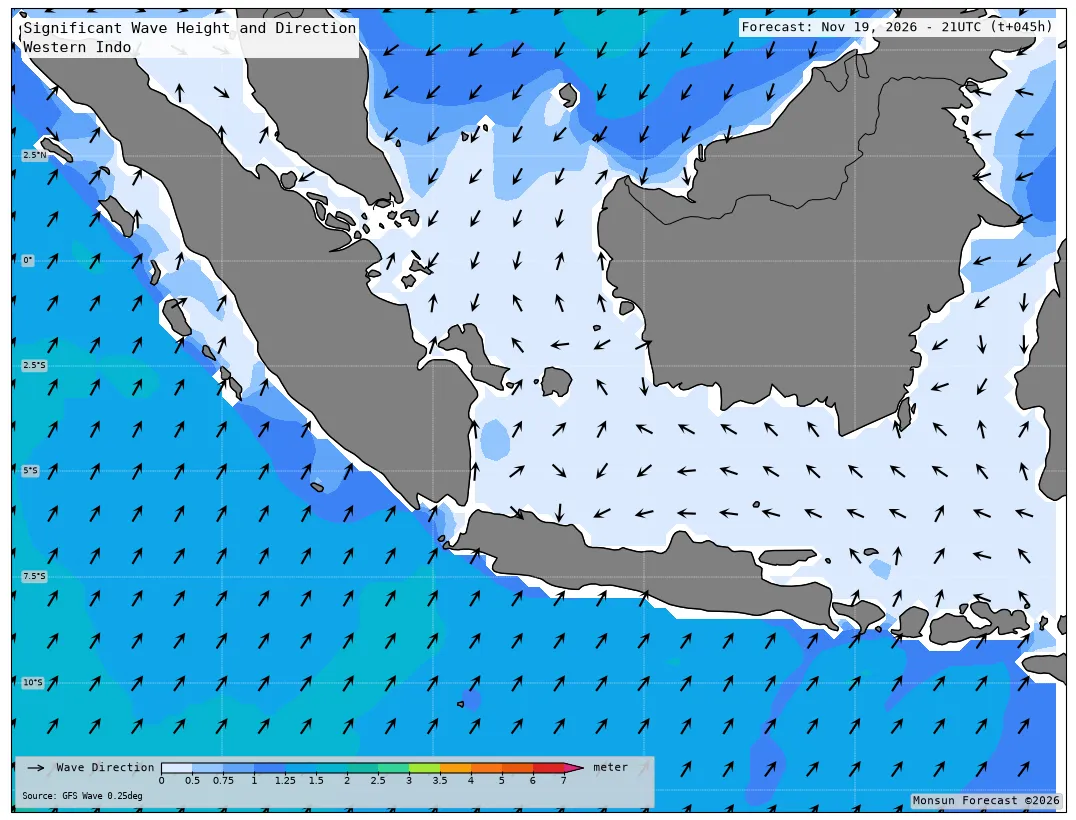 Significant Wave Height and Direction
Western Indo
Forecast: Nov 19, 2026 - 21UTC (t+045h)
2.5°N
0°
2.5°S
5°S
7.5°S
10°S
Wave Direction
0 0.5 0.75 1 1.25 1.5 2 2.5 3 3.5 4 5 6 7
meter
Source: GFS Wave 0.25deg
Monsun Forecast ©2026